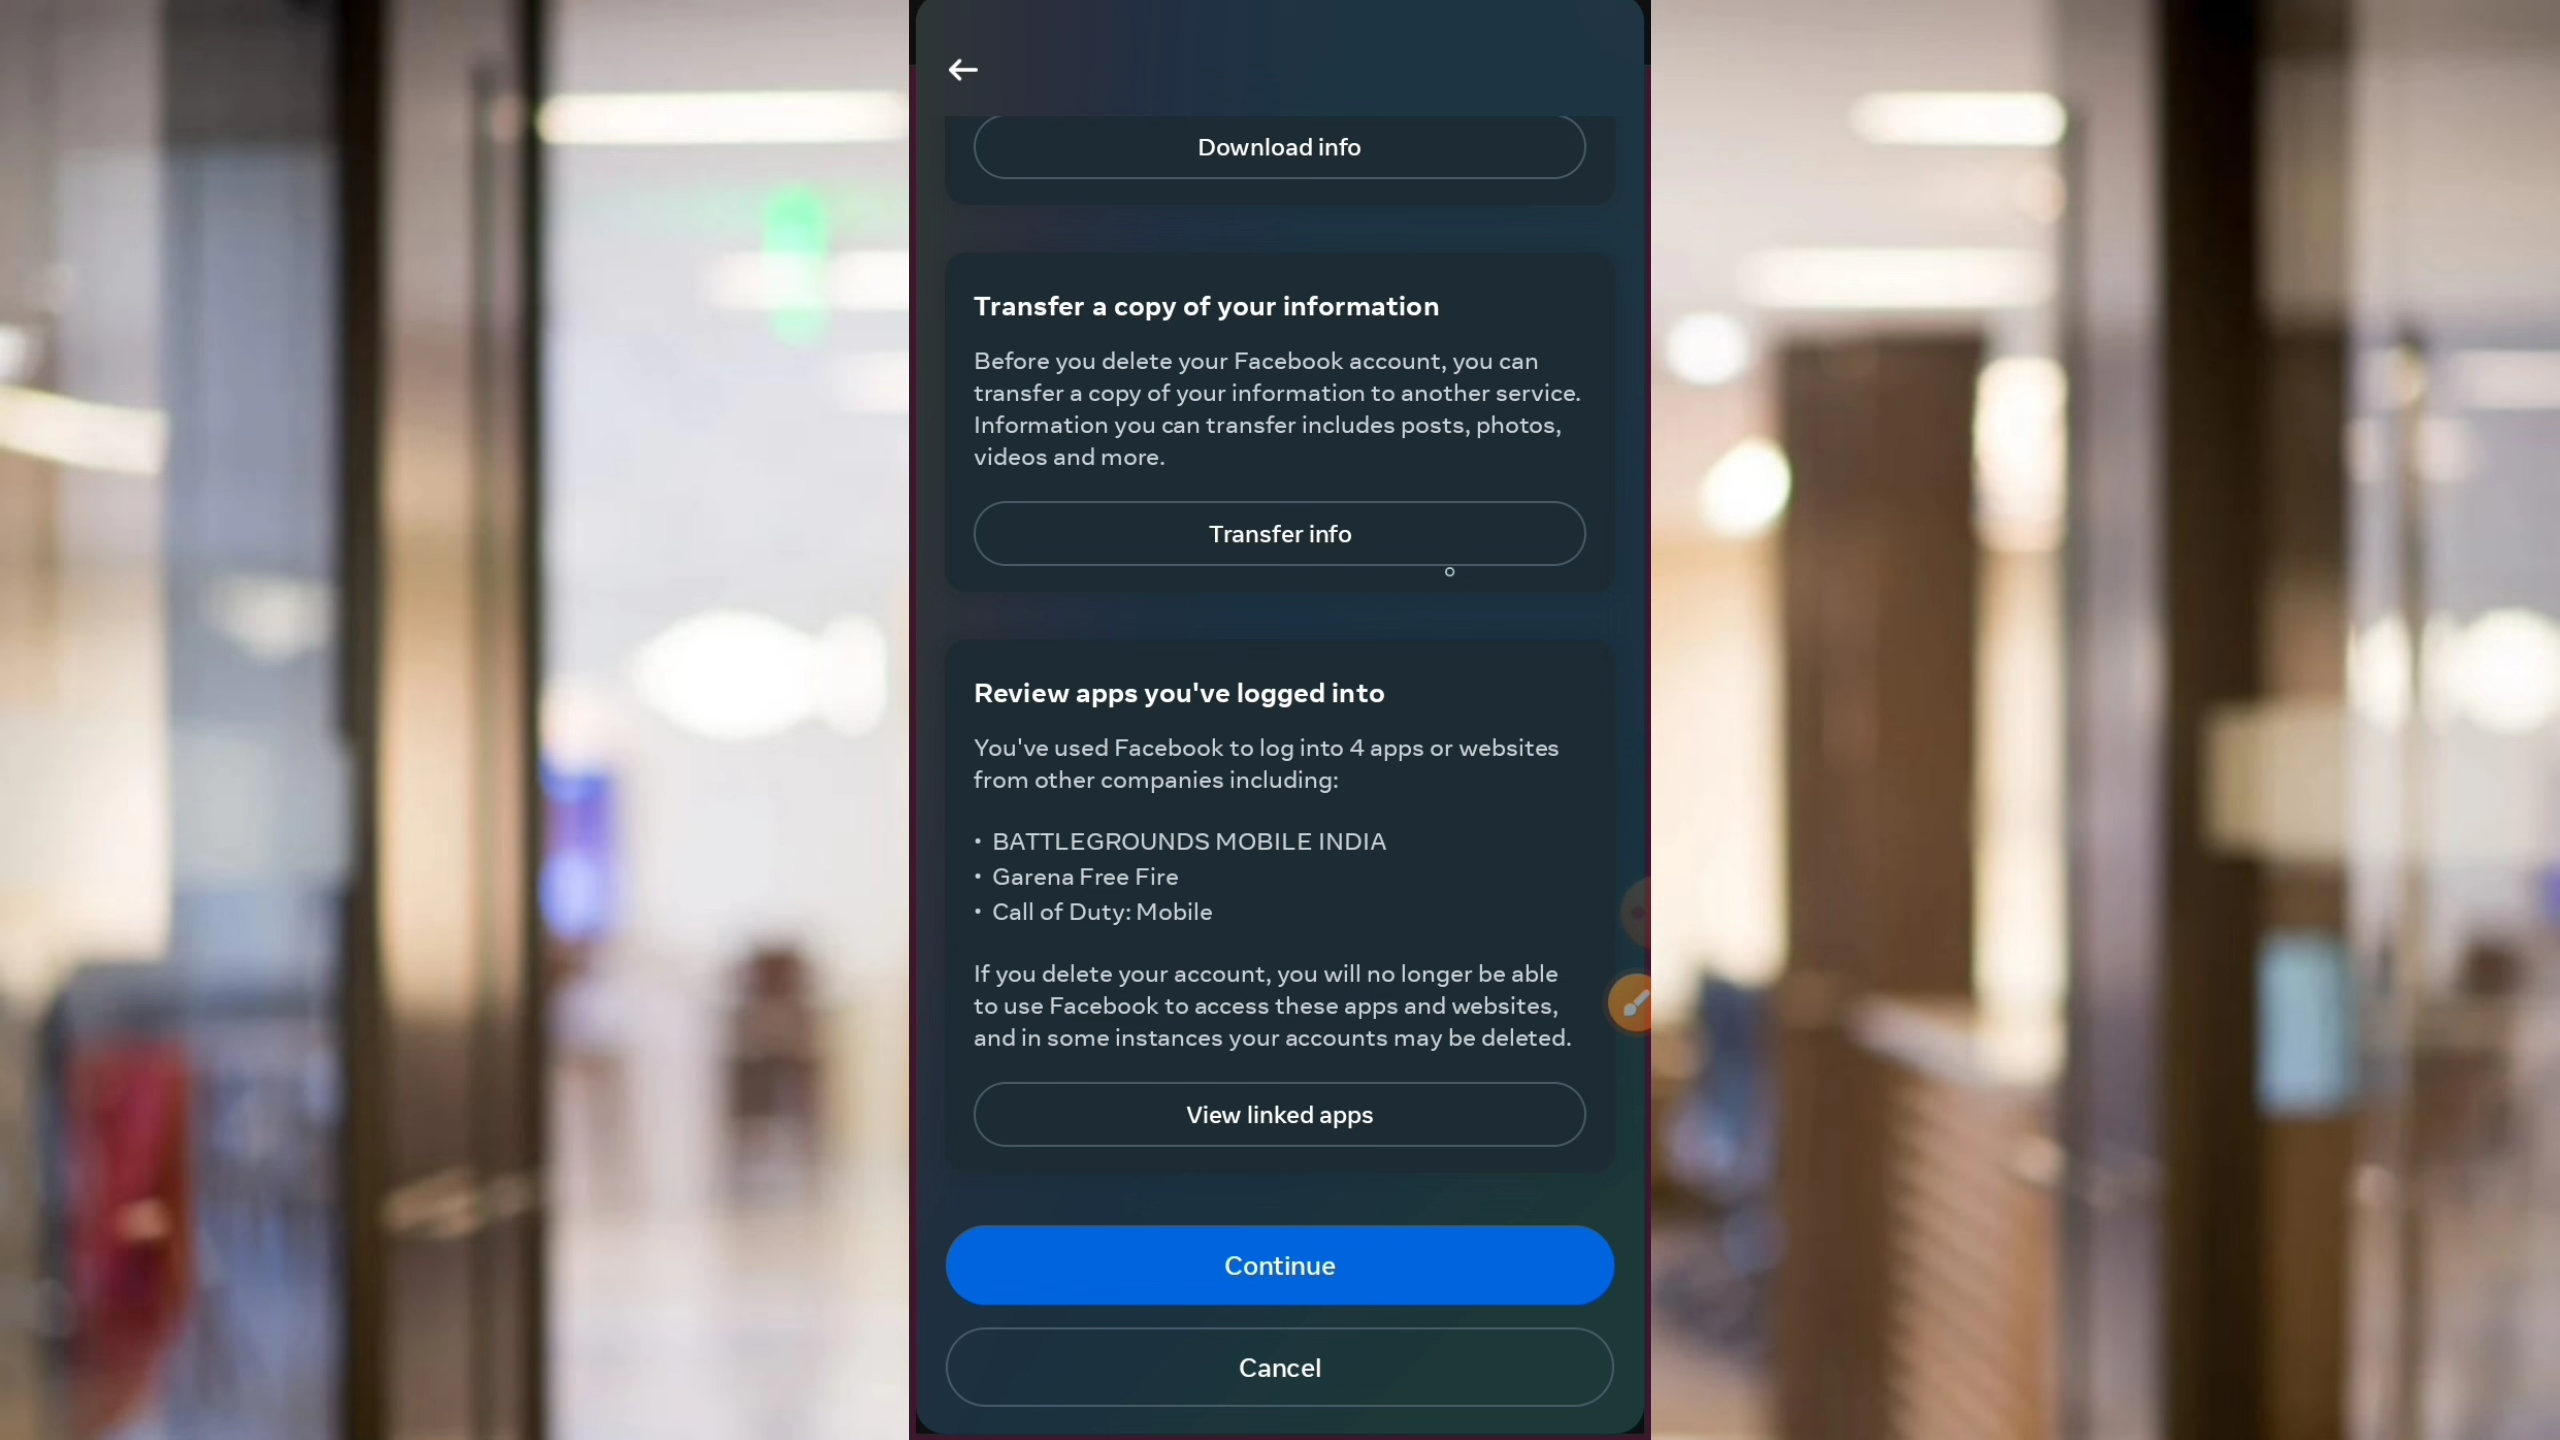 Download info
Transfer a copy of your information
Before you delete your Facebook account, you can
transfer a copy of your information to another service.
Information you can transfer includes posts, photos,
videos and more.
Transfer info
Review apps you've logged into
You've used Facebook to log into 4 apps or websites
from other companies including:
• BATTLEGROUNDS MOBILE INDIA
• Garena Free Fire
• Call of Duty: Mobile
If you delete your account, you will no longer be able
to use Facebook to access these apps and websites,
and in some instances your accounts may be deleted.
View linked apps
Continue
Cancel